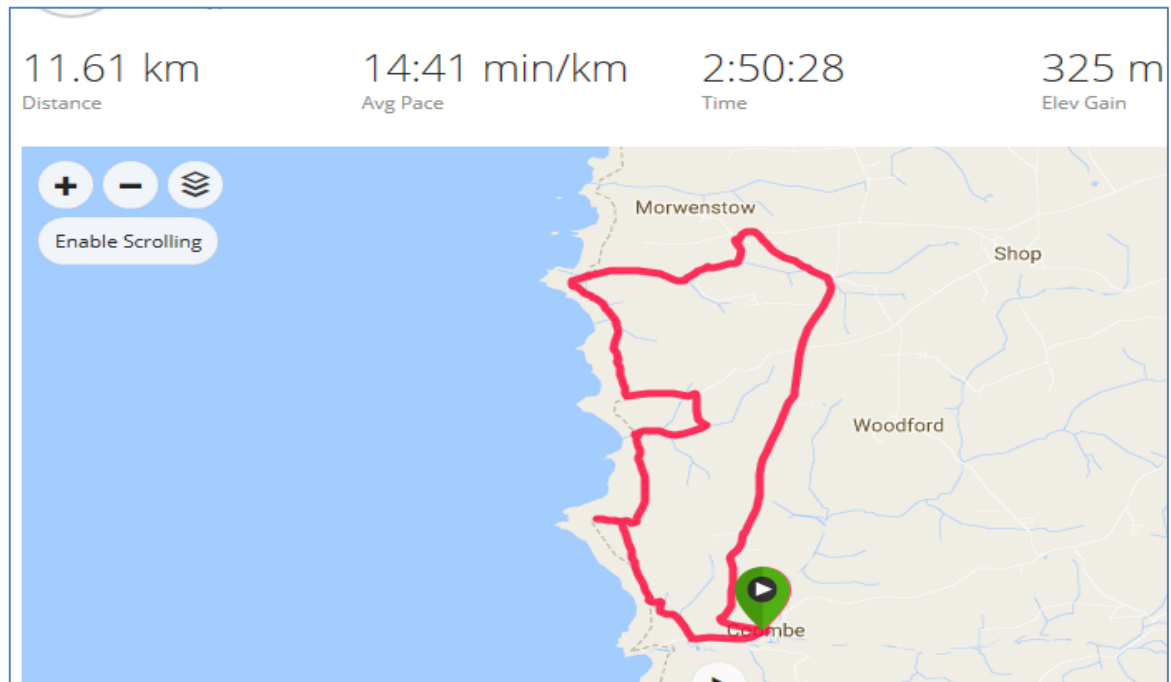 11.61 km 14:41 min/km 2:50:28 325 m
Distance Avg Pace Time Elev Gain
+ −
Enable Scrolling
Morwenstow
Shop
Woodford
Coombe